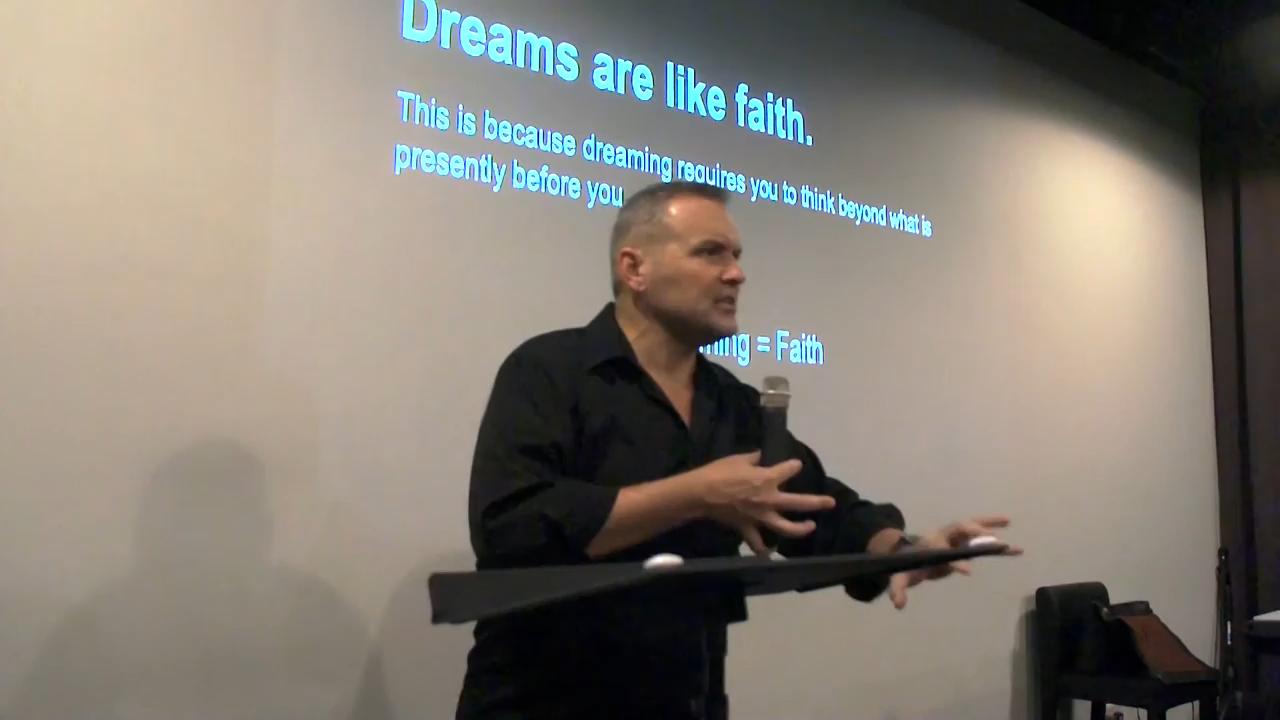 Dreams are like faith.
This is because dreaming requires you to think beyond what is
presently before you
= Faith